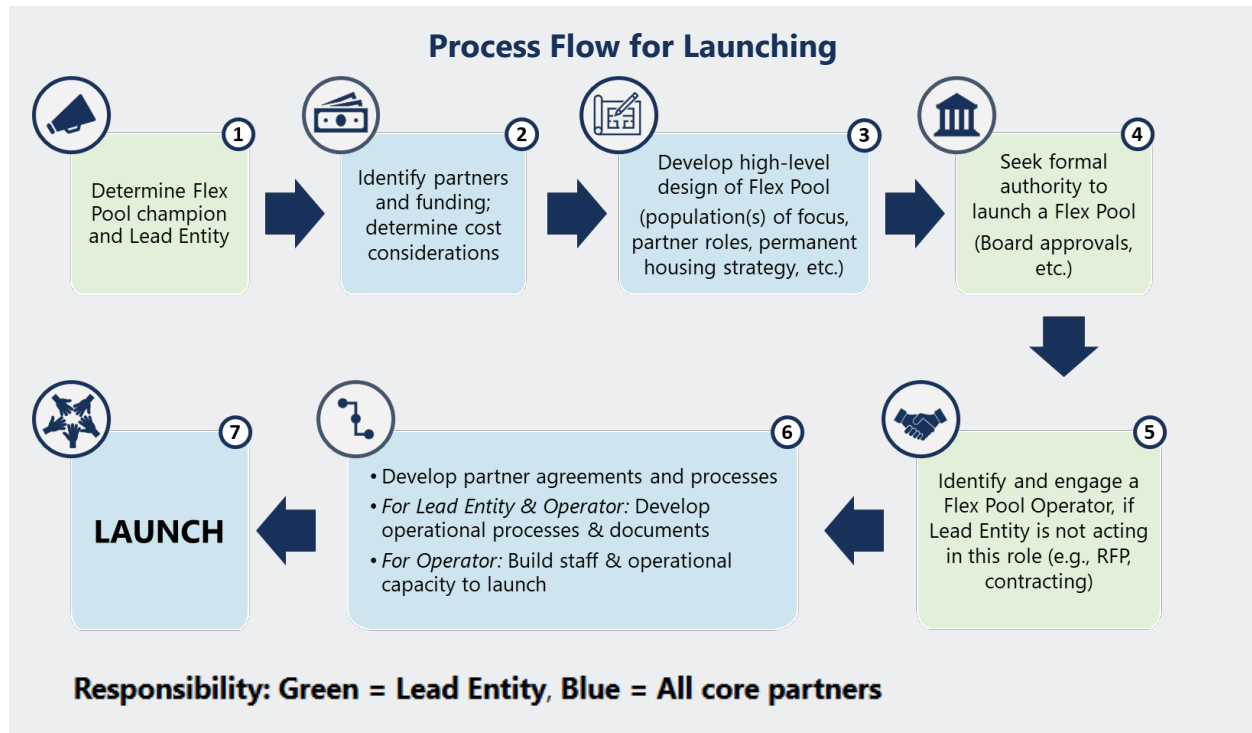 Process Flow for Launching
1
Determine Flex
Pool champion
and Lead Entity
2
Identify partners
and funding;
determine cost
considerations
3
Develop high-level
design of Flex Pool
(population(s) of focus,
partner roles, permanent
housing strategy, etc.)
4
Seek formal
authority to
launch a Flex Pool
(Board approvals,
etc.)
5
Identify and engage a
Flex Pool Operator, if
Lead Entity is not acting
in this role (e.g., RFP,
contracting)
6
• Develop partner agreements and processes
• For Lead Entity & Operator: Develop
operational processes & documents
• For Operator: Build staff & operational
capacity to launch
7
LAUNCH
Responsibility: Green = Lead Entity, Blue = All core partners